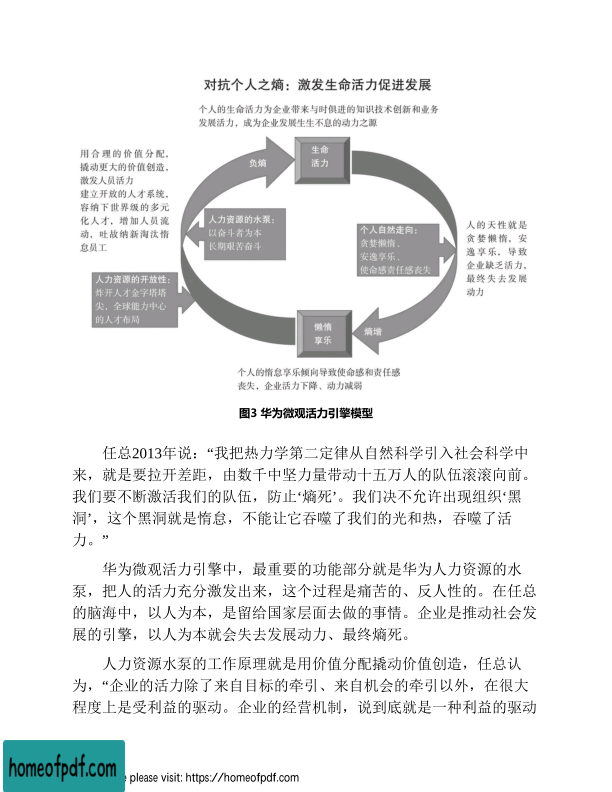 对抗个人之熵：激发生命活力促进发展
个人的生命活力为企业带来与时俱进的知识技术创新和业务
发展活力，成为企业发展生生不息的动力之源
生命
活力
负熵
用合理的价值分配，
撬动更大的价值创造，
激发人员活力
建立开放的人才系统，
容纳下世界级的多元
化人才，增加人员流
动，吐故纳新淘汰惰
怠员工
人力资源的水泵：
以奋斗者为本
长期艰苦奋斗
个人自然走向：
贪婪懒惰、
安逸享乐、
使命感责任感丧失
人的天性就是
贪婪懒惰，安
逸享乐，导致
企业缺乏活力，
最终失去发展
动力
人力资源的开放性：
炸开人才金字塔塔
尖，全球能力中心
的人才布局
懒惰
享乐
熵增
个人的惰怠享乐倾向导致使命感和责任感
丧失，企业活力下降、动力减弱
图3 华为微观活力引擎模型
任总2013年说：“我把热力学第二定律从自然科学引入社会科学中
来，就是要拉开差距，由数千中坚力量带动十五万人的队伍滚滚向前。
我们要不断激活我们的队伍，防止‘熵死’。我们决不允许出现组织‘黑
洞’，这个黑洞就是惰怠，不能让它吞噬了我们的光和热，吞噬了活
力。”
华为微观活力引擎中，最重要的功能部分就是华为人力资源的水
泵，把人的活力充分激发出来，这个过程是痛苦的、反人性的。在任总
的脑海中，以人为本，是留给国家层面去做的事情。企业是推动社会发
展的引擎，以人为本就会失去发展动力、最终熵死。
人力资源水泵的工作原理就是用价值分配撬动价值创造，任总认
为，“企业的活力除了来自目标的牵引、来自机会的牵引以外，在很大
程度上是受利益的驱动。企业的经营机制，说到底就是一种利益的驱动
homeofpdf.com
e please visit: https://homeofpdf.com